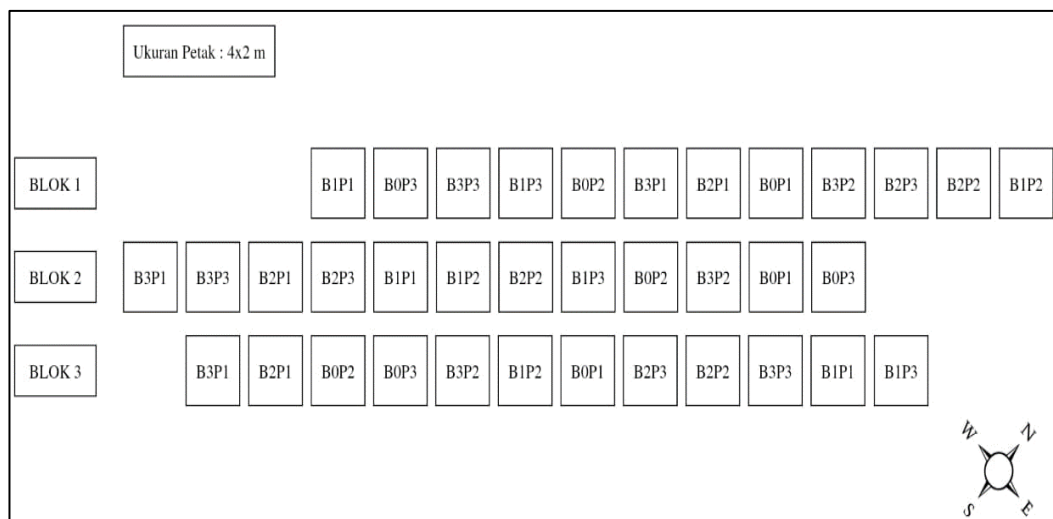 Ukuran Petak : 4x2 m
BLOK 1 B1P1 B0P3 B3P3 B1P3 B0P2 B3P1 B2P1 B0P1 B3P2 B2P3 B2P2 B1P2
BLOK 2 B3P1 B3P3 B2P1 B2P3 B1P1 B1P2 B2P2 B1P3 B0P2 B3P2 B0P1 B0P3
BLOK 3 B3P1 B2P1 B0P2 B0P3 B3P2 B1P2 B0P1 B2P3 B2P2 B3P3 B1P1 B1P3
W N
S E